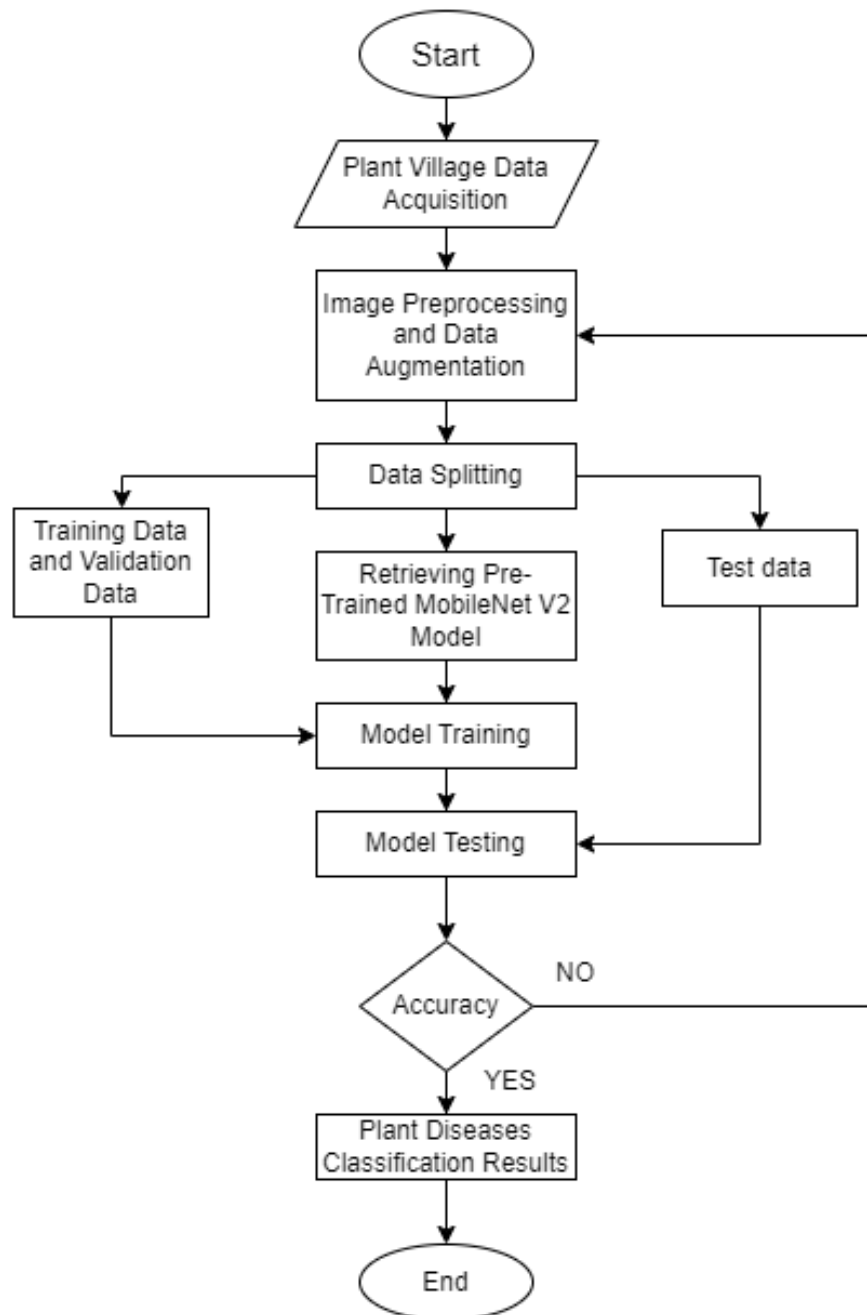 Start
Plant Village Data
Acquisition
Image Preprocessing
and Data
Augmentation
Data Splitting
Training Data
and Validation
Data
Retrieving Pre-
Trained MobileNet V2
Model
Test data
Model Training
Model Testing
Accuracy
NO
YES
Plant Diseases
Classification Results
End